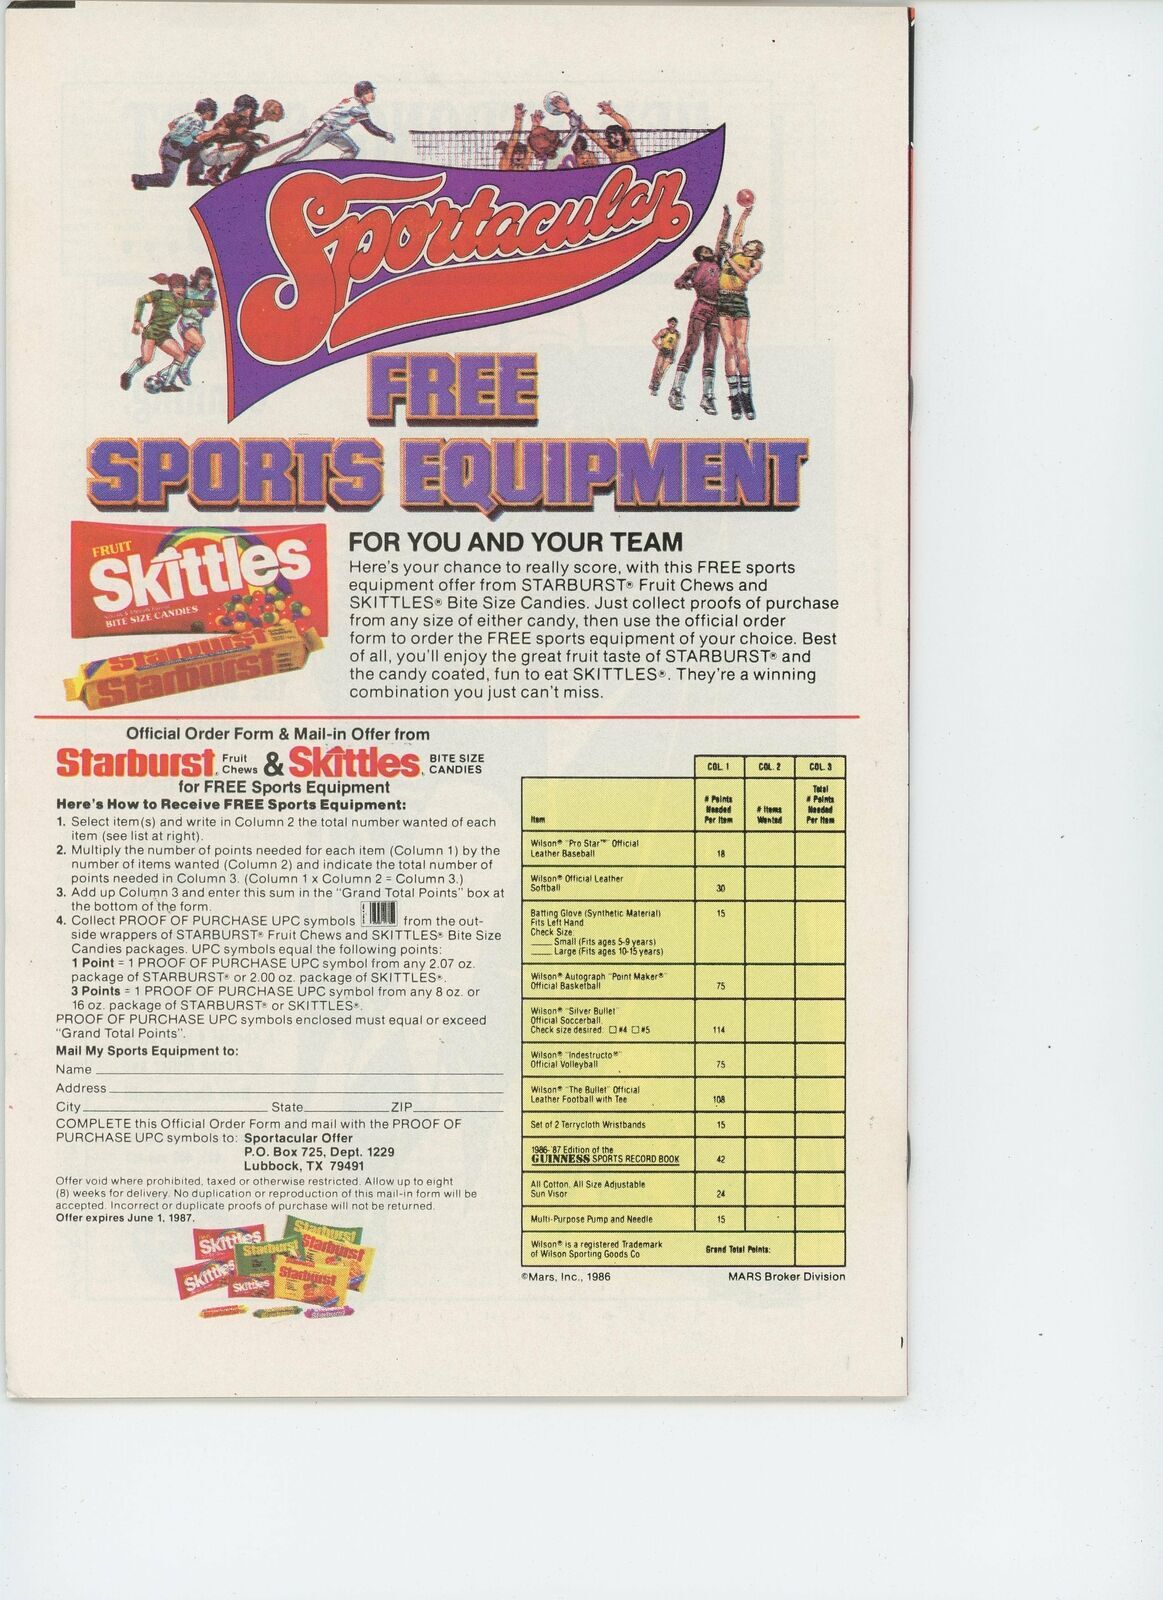 Sportacular
FREE
SPORTS EQUIPMENT
FRUIT
Skittles
BITE SIZE CANDIES
Starburst
Starburst
FOR YOU AND YOUR TEAM
Here's your chance to really score, with this FREE sports
equipment offer from STARBURST® Fruit Chews and
SKITTLES® Bite Size Candies. Just collect proofs of purchase
from any size of either candy, then use the official order
form to order the FREE sports equipment of your choice. Best
of all, you'll enjoy the great fruit taste of STARBURST® and
the candy coated, fun to eat SKITTLES®. They're a winning
combination you just can't miss.
Official Order Form & Mail-in Offer from
Starburst® Fruit Chews & Skittles® BITE SIZE CANDIES
for FREE Sports Equipment
Here's How to Receive FREE Sports Equipment:
1. Select item(s) and write in Column 2 the total number wanted of each
item (see list at right).
2. Multiply the number of points needed for each item (Column 1) by the
number of items wanted (Column 2) and indicate the total number of
points needed in Column 3. (Column 1 x Column 2 = Column 3.)
3. Add up Column 3 and enter this sum in the "Grand Total Points" box at
the bottom of the form.
4. Collect PROOF OF PURCHASE UPC symbols from the out-
side wrappers of STARBURST® Fruit Chews and SKITTLES® Bite Size
Candies packages. UPC symbols equal the following points:
1 Point = 1 PROOF OF PURCHASE UPC symbol from any 2.07 oz.
package of STARBURST® or 2.00 oz. package of SKITTLES®.
3 Points = 1 PROOF OF PURCHASE UPC symbol from any 8 oz. or
16 oz. package of STARBURST® or SKITTLES®.
PROOF OF PURCHASE UPC symbols enclosed must equal or exceed
"Grand Total Points".
Mail My Sports Equipment to:
Name
Address
City State ZIP
COMPLETE this Official Order Form and mail with the PROOF OF
PURCHASE UPC symbols to: Sportacular Offer
P.O. Box 725, Dept. 1229
Lubbock, TX 79491
Offer void where prohibited, taxed or otherwise restricted. Allow up to eight
(8) weeks for delivery. No duplication or reproduction of this mail-in form will be
accepted. Incorrect or duplicate proofs of purchase will not be returned.
Offer expires June 1, 1987.
Skittles
Starburst
Starburst
Starburst
Skittles
Skittles
Starburst
COL. 1 COL. 2 COL. 3
Item # Points Needed Per Item # Items Wanted Total # Points Needed Per Item
Wilson® "Pro Star™" Official
Leather Baseball 18
Wilson® Official Leather
Softball 30
Batting Glove (Synthetic Material) 15
Fits Left Hand
Check Size
____ Small (Fits ages 5-9 years)
____ Large (Fits ages 10-15 years)
Wilson® Autograph "Point Maker®"
Official Basketball 75
Wilson® "Silver Bullet"
Official Soccerball.
Check size desired: ☐ #4 ☐ #5 114
Wilson® "Indestructo®"
Official Volleyball 75
Wilson® "The Bullet" Official
Leather Football with Tee 108
Set of 2 Terrycloth Wristbands 15
1986-'87 Edition of the
GUINNESS SPORTS RECORD BOOK 42
All Cotton, All Size Adjustable
Sun Visor 24
Multi-Purpose Pump and Needle 15
Wilson® is a registered Trademark
of Wilson Sporting Goods Co Grand Total Points:
©Mars, Inc., 1986 MARS Broker Division